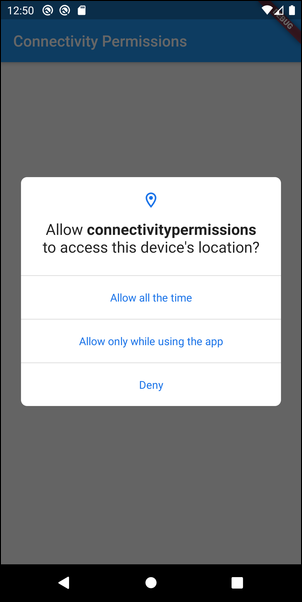 12:50
Connectivity Permissions
Allow connectivitypermissions
to access this device's location?
Allow all the time
Allow only while using the app
Deny